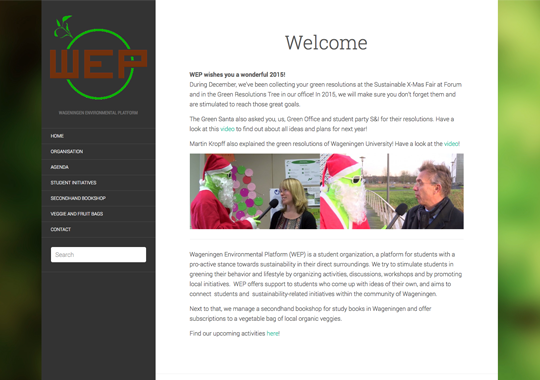 WEP
WAGENINGEN ENVIRONMENTAL PLATFORM
HOME
ORGANISATION
AGENDA
STUDENT INITIATIVES
SECONDHAND BOOKSHOP
VEGGIE AND FRUIT BAGS
CONTACT
Search
Welcome
WEP wishes you a wonderful 2015!
During December, we've been collecting your green resolutions at the Sustainable X-Mas Fair at Forum
and in the Green Resolutions Tree in our office! In 2015, we will make sure you don't forget them and
are stimulated to reach those great goals.
The Green Santa also asked you, us, Green Office and student party S&I for their resolutions. Have a
look at this video to find out about all ideas and plans for next year!
Martin Kropff also explained the green resolutions of Wageningen University! Have a look at the video!
Wageningen Environmental Platform (WEP) is a student organization, a platform for students with a
pro-active stance towards sustainability in their direct surroundings. We try to stimulate students in
greening their behavior and lifestyle by organizing activities, discussions, workshops and by promoting
local initiatives. WEP offers support to students who come up with ideas of their own, and aims to
connect students and sustainability-related initiatives within the community of Wageningen.
Next to that, we manage a secondhand bookshop for study books in Wageningen and offer
subscriptions to a vegetable bag of local organic veggies.
Find our upcoming activities here!